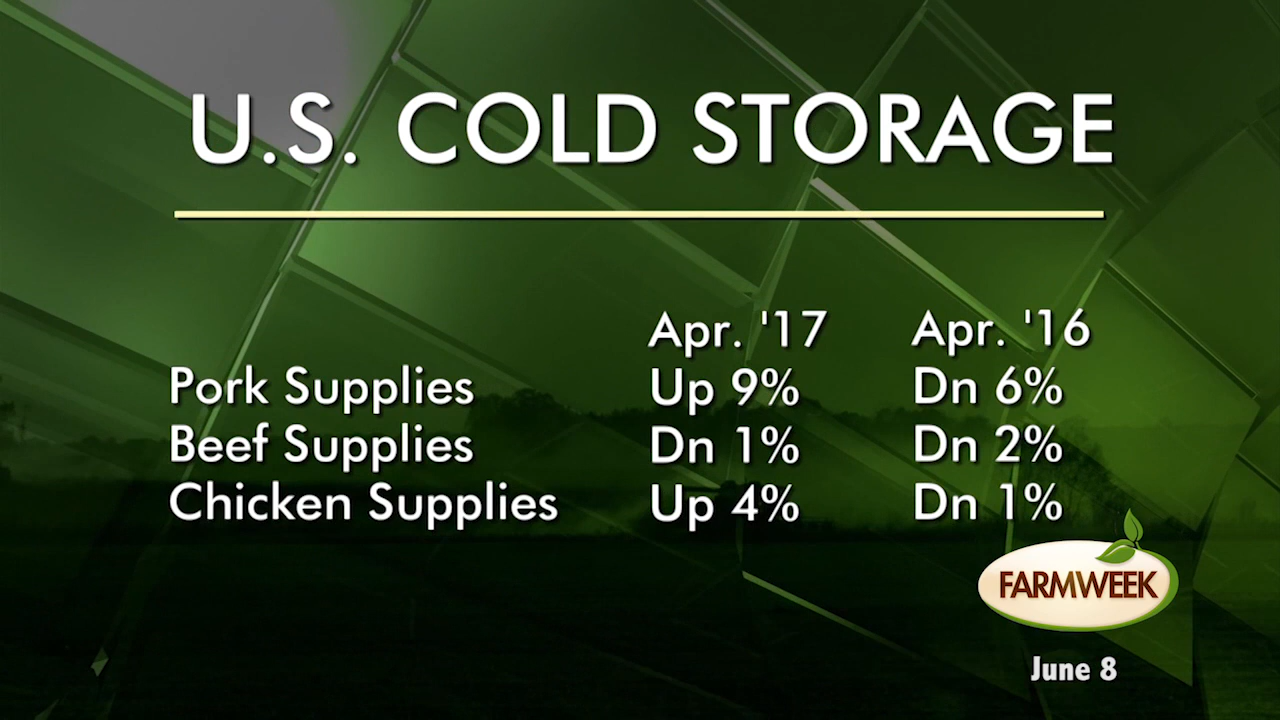 U.S. COLD STORAGE
Apr. '17 Apr. '16
Pork Supplies Up 9% Dn 6%
Beef Supplies Dn 1% Dn 2%
Chicken Supplies Up 4% Dn 1%
FARMWEEK
June 8